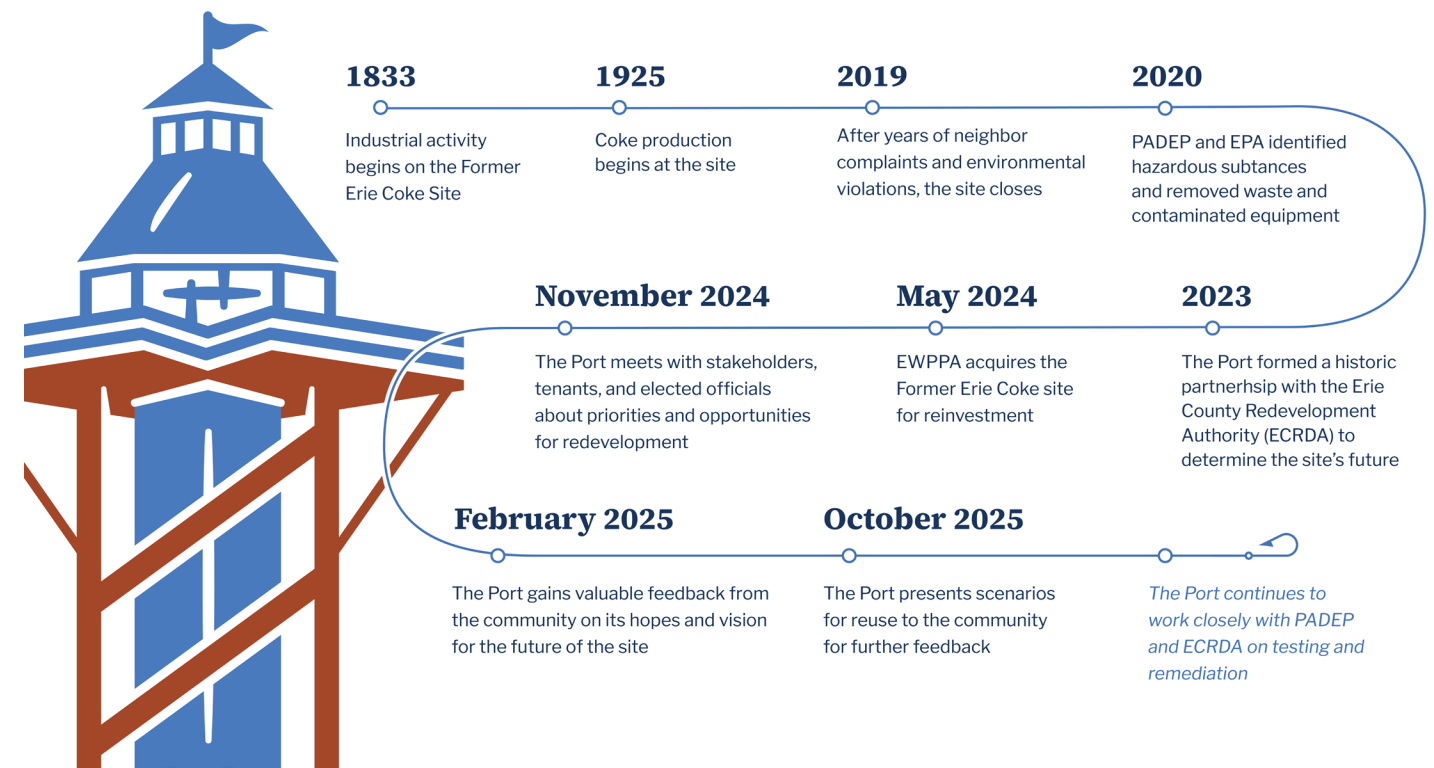 1833
Industrial activity
begins on the Former
Erie Coke Site
1925
Coke production
begins at the site
2019
After years of neighbor
complaints and environmental
violations, the site closes
2020
PADEP and EPA identified
hazardous subtances
and removed waste and
contaminated equipment
2023
The Port formed a historic
partnerhsip with the Erie
County Redevelopment
Authority (ECRDA) to
determine the site's future
May 2024
EWPPA acquires the
Former Erie Coke site
for reinvestment
November 2024
The Port meets with stakeholders,
tenants, and elected officials
about priorities and opportunities
for redevelopment
February 2025
The Port gains valuable feedback from
the community on its hopes and vision
for the future of the site
October 2025
The Port presents scenarios
for reuse to the community
for further feedback
The Port continues to
work closely with PADEP
and ECRDA on testing and
remediation